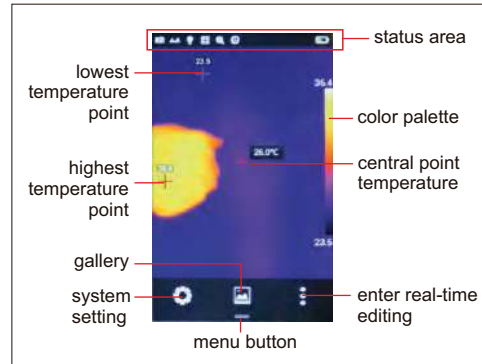 status area
lowest
temperature
point
23.5
36.4
color palette
26.0°C
central point
temperature
highest
temperature
point
23.5
gallery
system
setting
enter real-time
editing
menu button